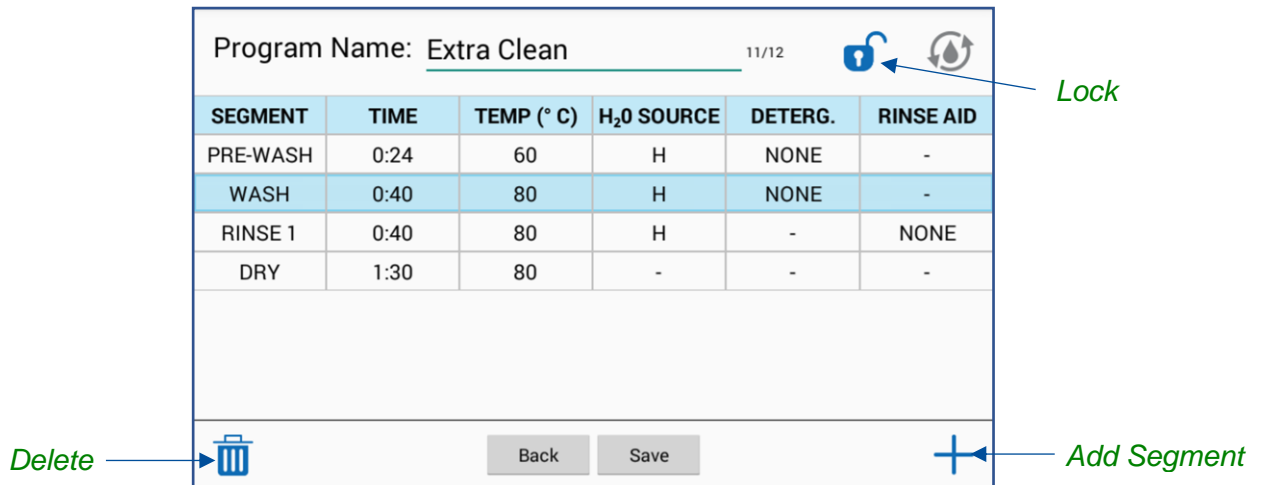 Program Name: Extra Clean 11/12
Lock
SEGMENT TIME TEMP (° C) H₂0 SOURCE DETERG. RINSE AID
PRE-WASH 0:24 60 H NONE -
WASH 0:40 80 H NONE -
RINSE 1 0:40 80 H - NONE
DRY 1:30 80 - - -
Delete Back Save Add Segment